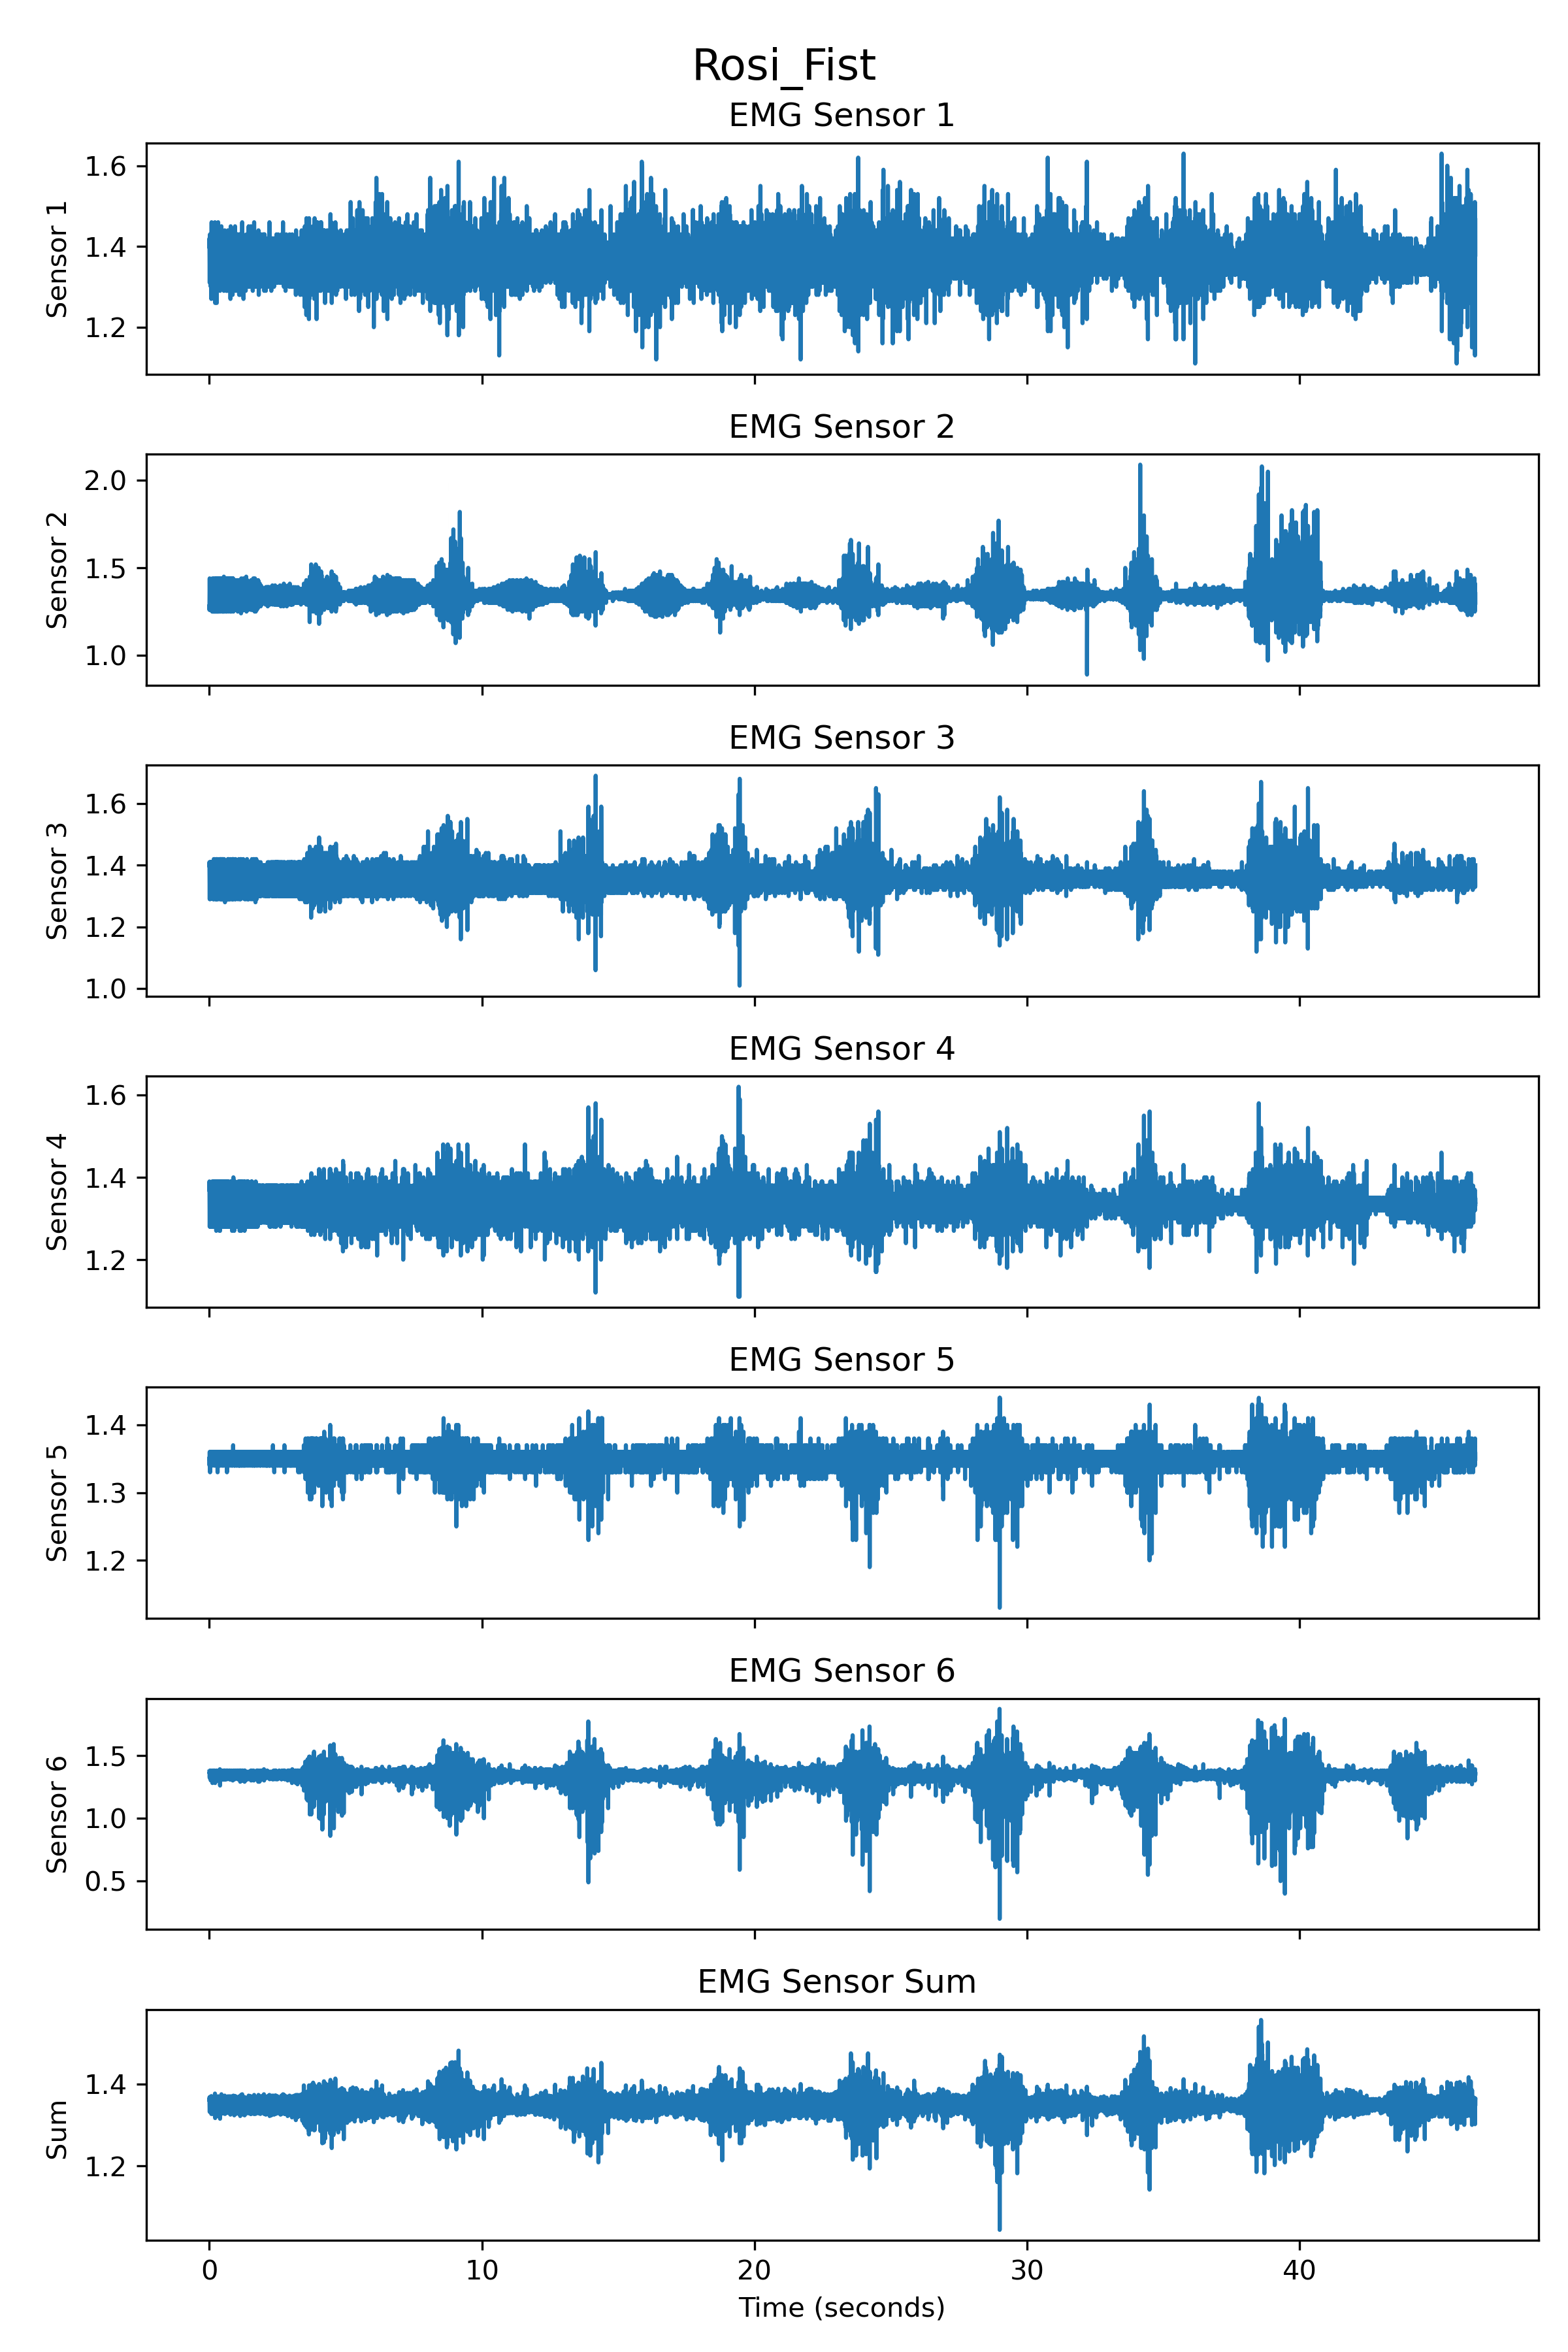 Rosi_Fist
EMG Sensor 1
Sensor 1
1.6
1.4
1.2
EMG Sensor 2
Sensor 2
2.0
1.5
1.0
EMG Sensor 3
Sensor 3
1.6
1.4
1.2
1.0
EMG Sensor 4
Sensor 4
1.6
1.4
1.2
EMG Sensor 5
Sensor 5
1.4
1.3
1.2
EMG Sensor 6
Sensor 6
1.5
1.0
0.5
EMG Sensor Sum
Sum
1.4
1.2
0 10 20 30 40
Time (seconds)